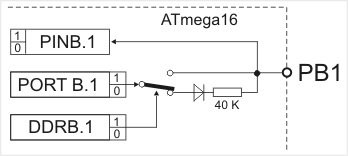 ATmega16
1
0
PINB.1
PORT B.1
1
0
PB1
40 K
DDRB.1
1
0